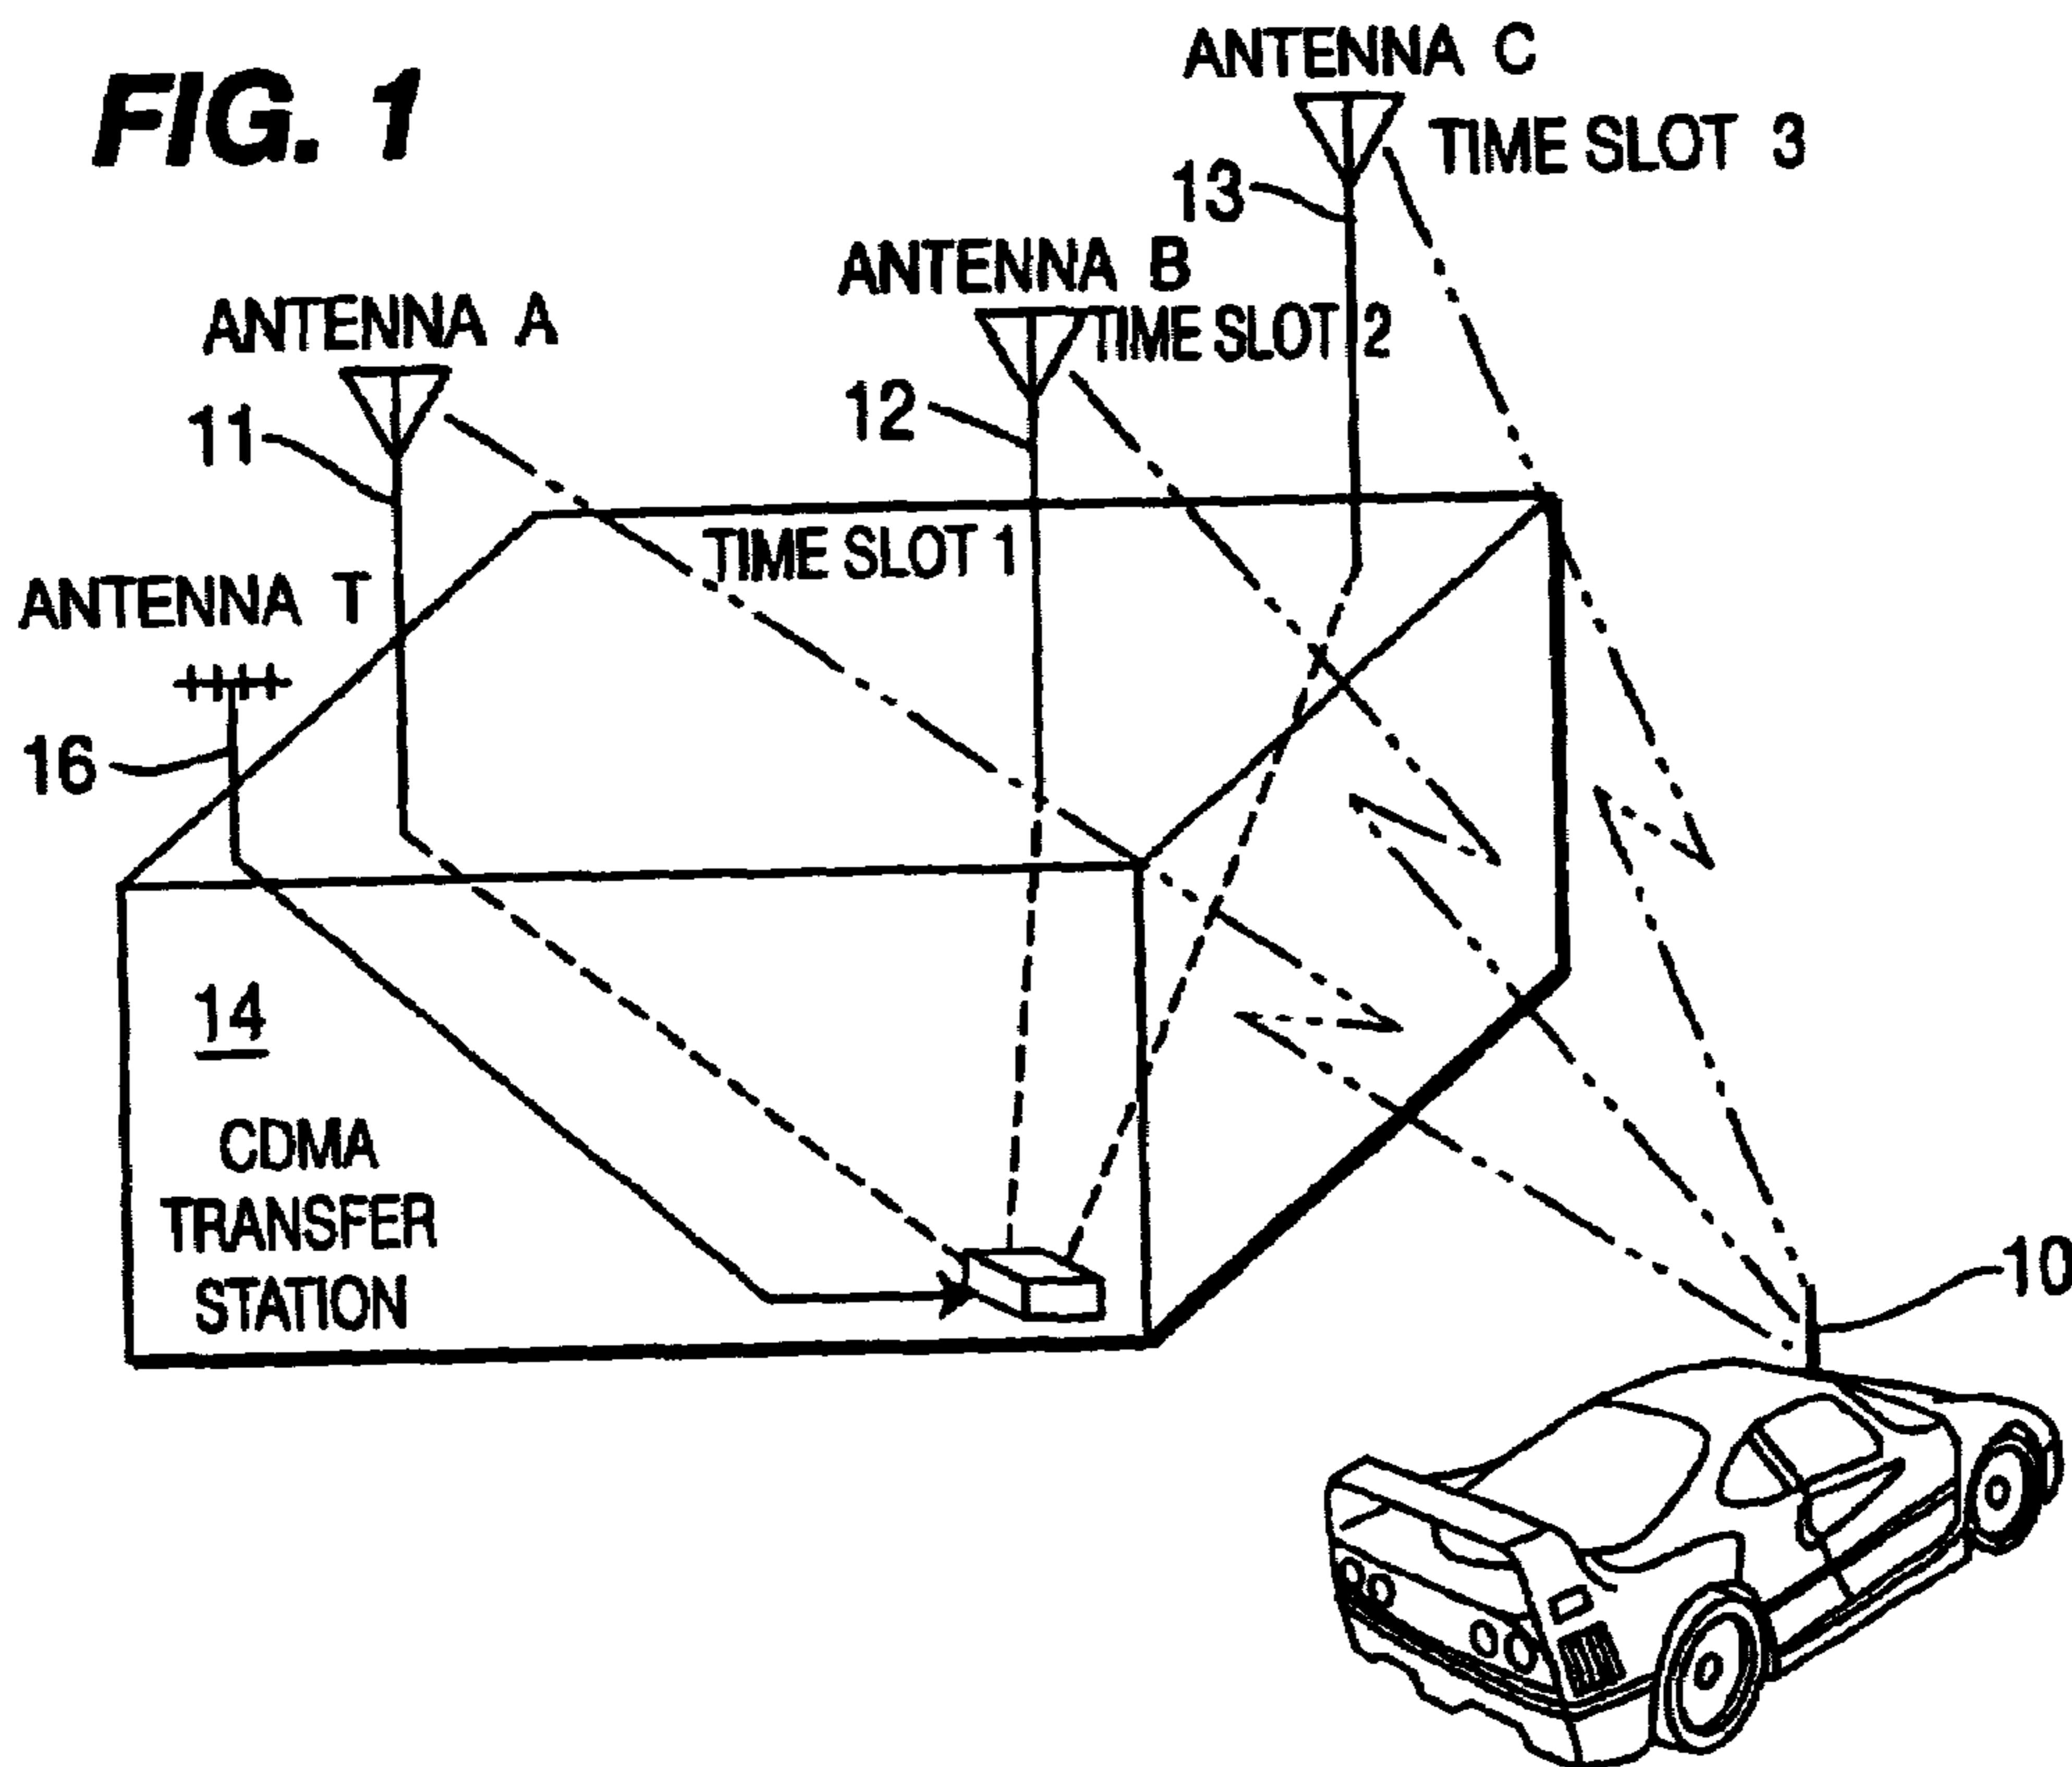 FIG. 1
ANTENNA C
TIME SLOT 3
13
ANTENNA B
TIME SLOT 2
12
ANTENNA A
11
TIME SLOT 1
ANTENNA T
16
14
CDMA
TRANSFER
STATION
10